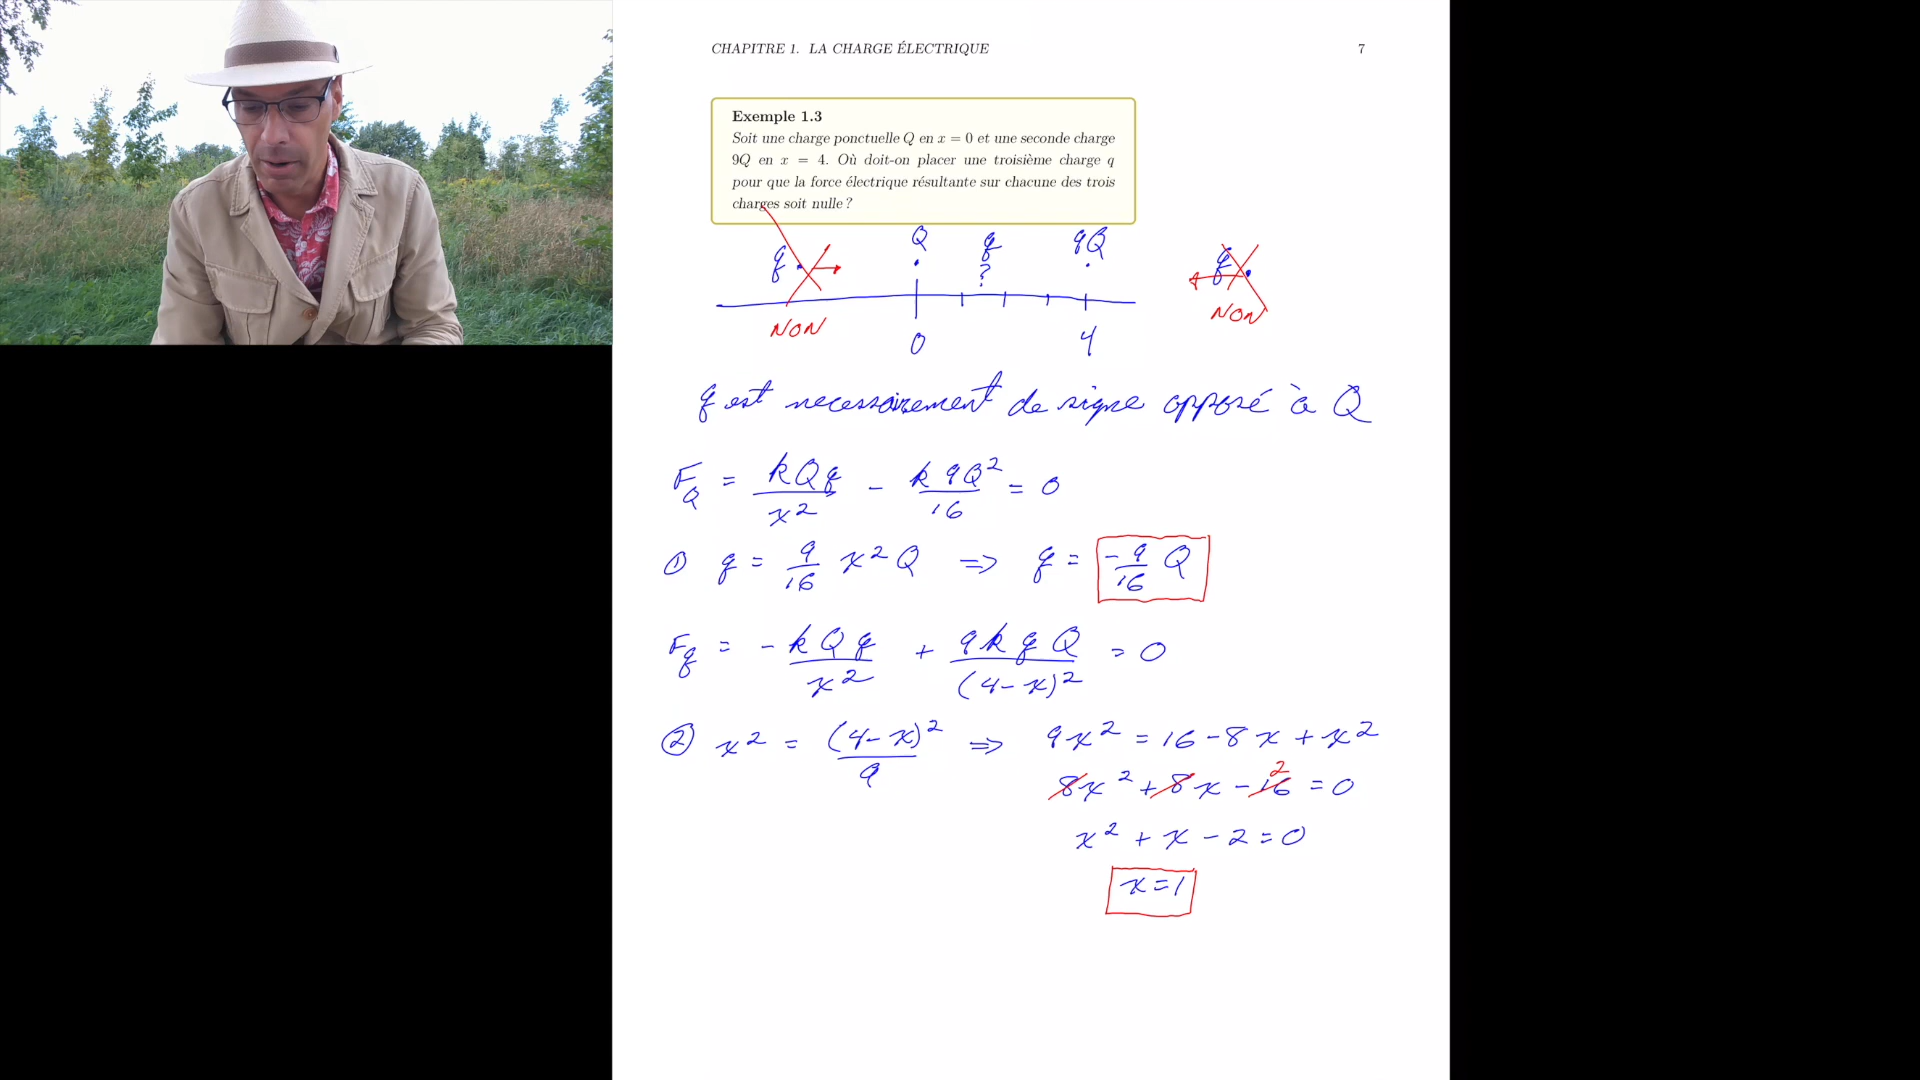 CHAPITRE 1. LA CHARGE ÉLECTRIQUE 7
Exemple 1.3
Soit une charge ponctuelle Q en x = 0 et une seconde charge
9Q en x = 4. Où doit-on placer une troisième charge q
pour que la force électrique résultante sur chacune des trois
charges soit nulle ?
q Q q 9Q q
?
NON NON
0 4
q est necessairement de signe opposé à Q
F_Q = kQq/x² - k9Q²/16 = 0
① q = 9/16 x² Q ⇒ q = -9/16 Q
F_q = -kQq/x² + 9kqQ/(4-x)² = 0
② x² = (4-x)²/9 ⇒ 9x² = 16 - 8x + x²
2
8x² + 8x - 16 = 0
x² + x - 2 = 0
x = 1